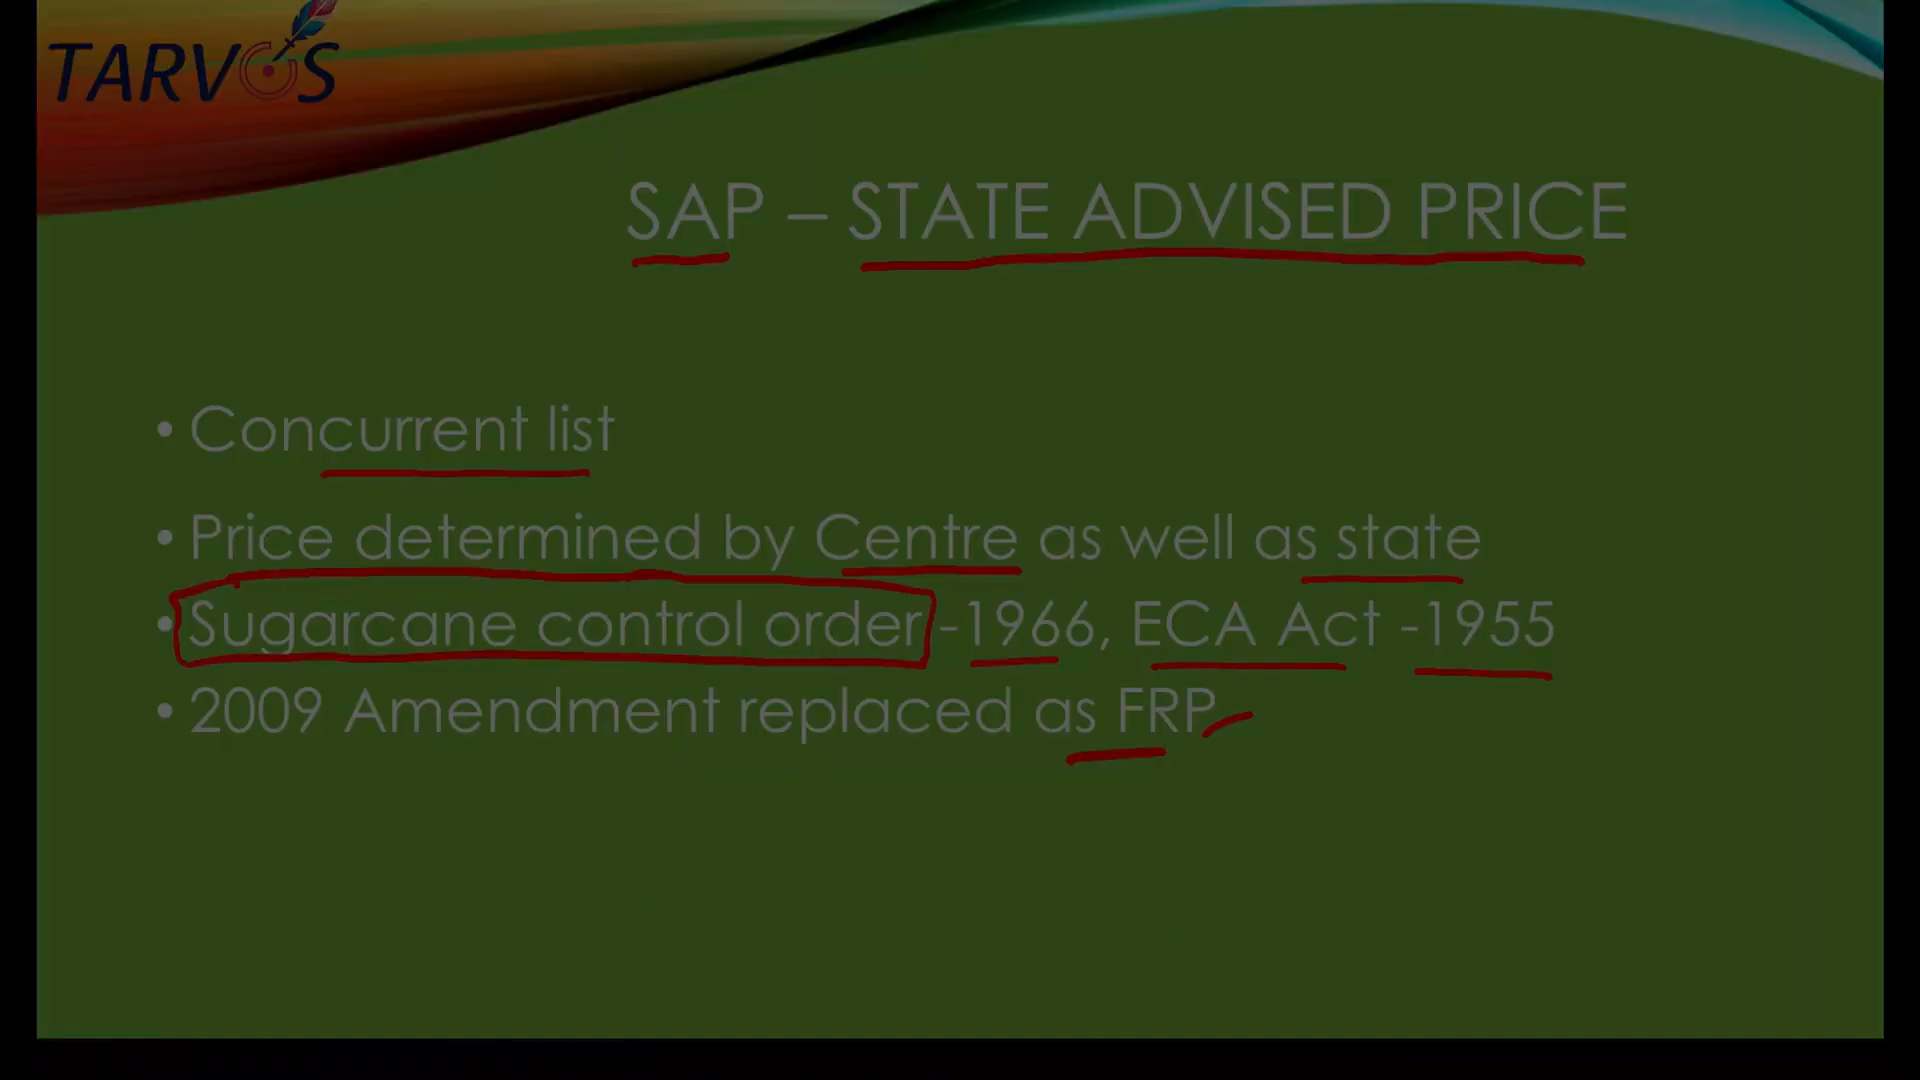 TARVOS
SAP – STATE ADVISED PRICE
• Concurrent list
• Price determined by Centre as well as state
• Sugarcane control order -1966, ECA Act -1955
• 2009 Amendment replaced as FRP